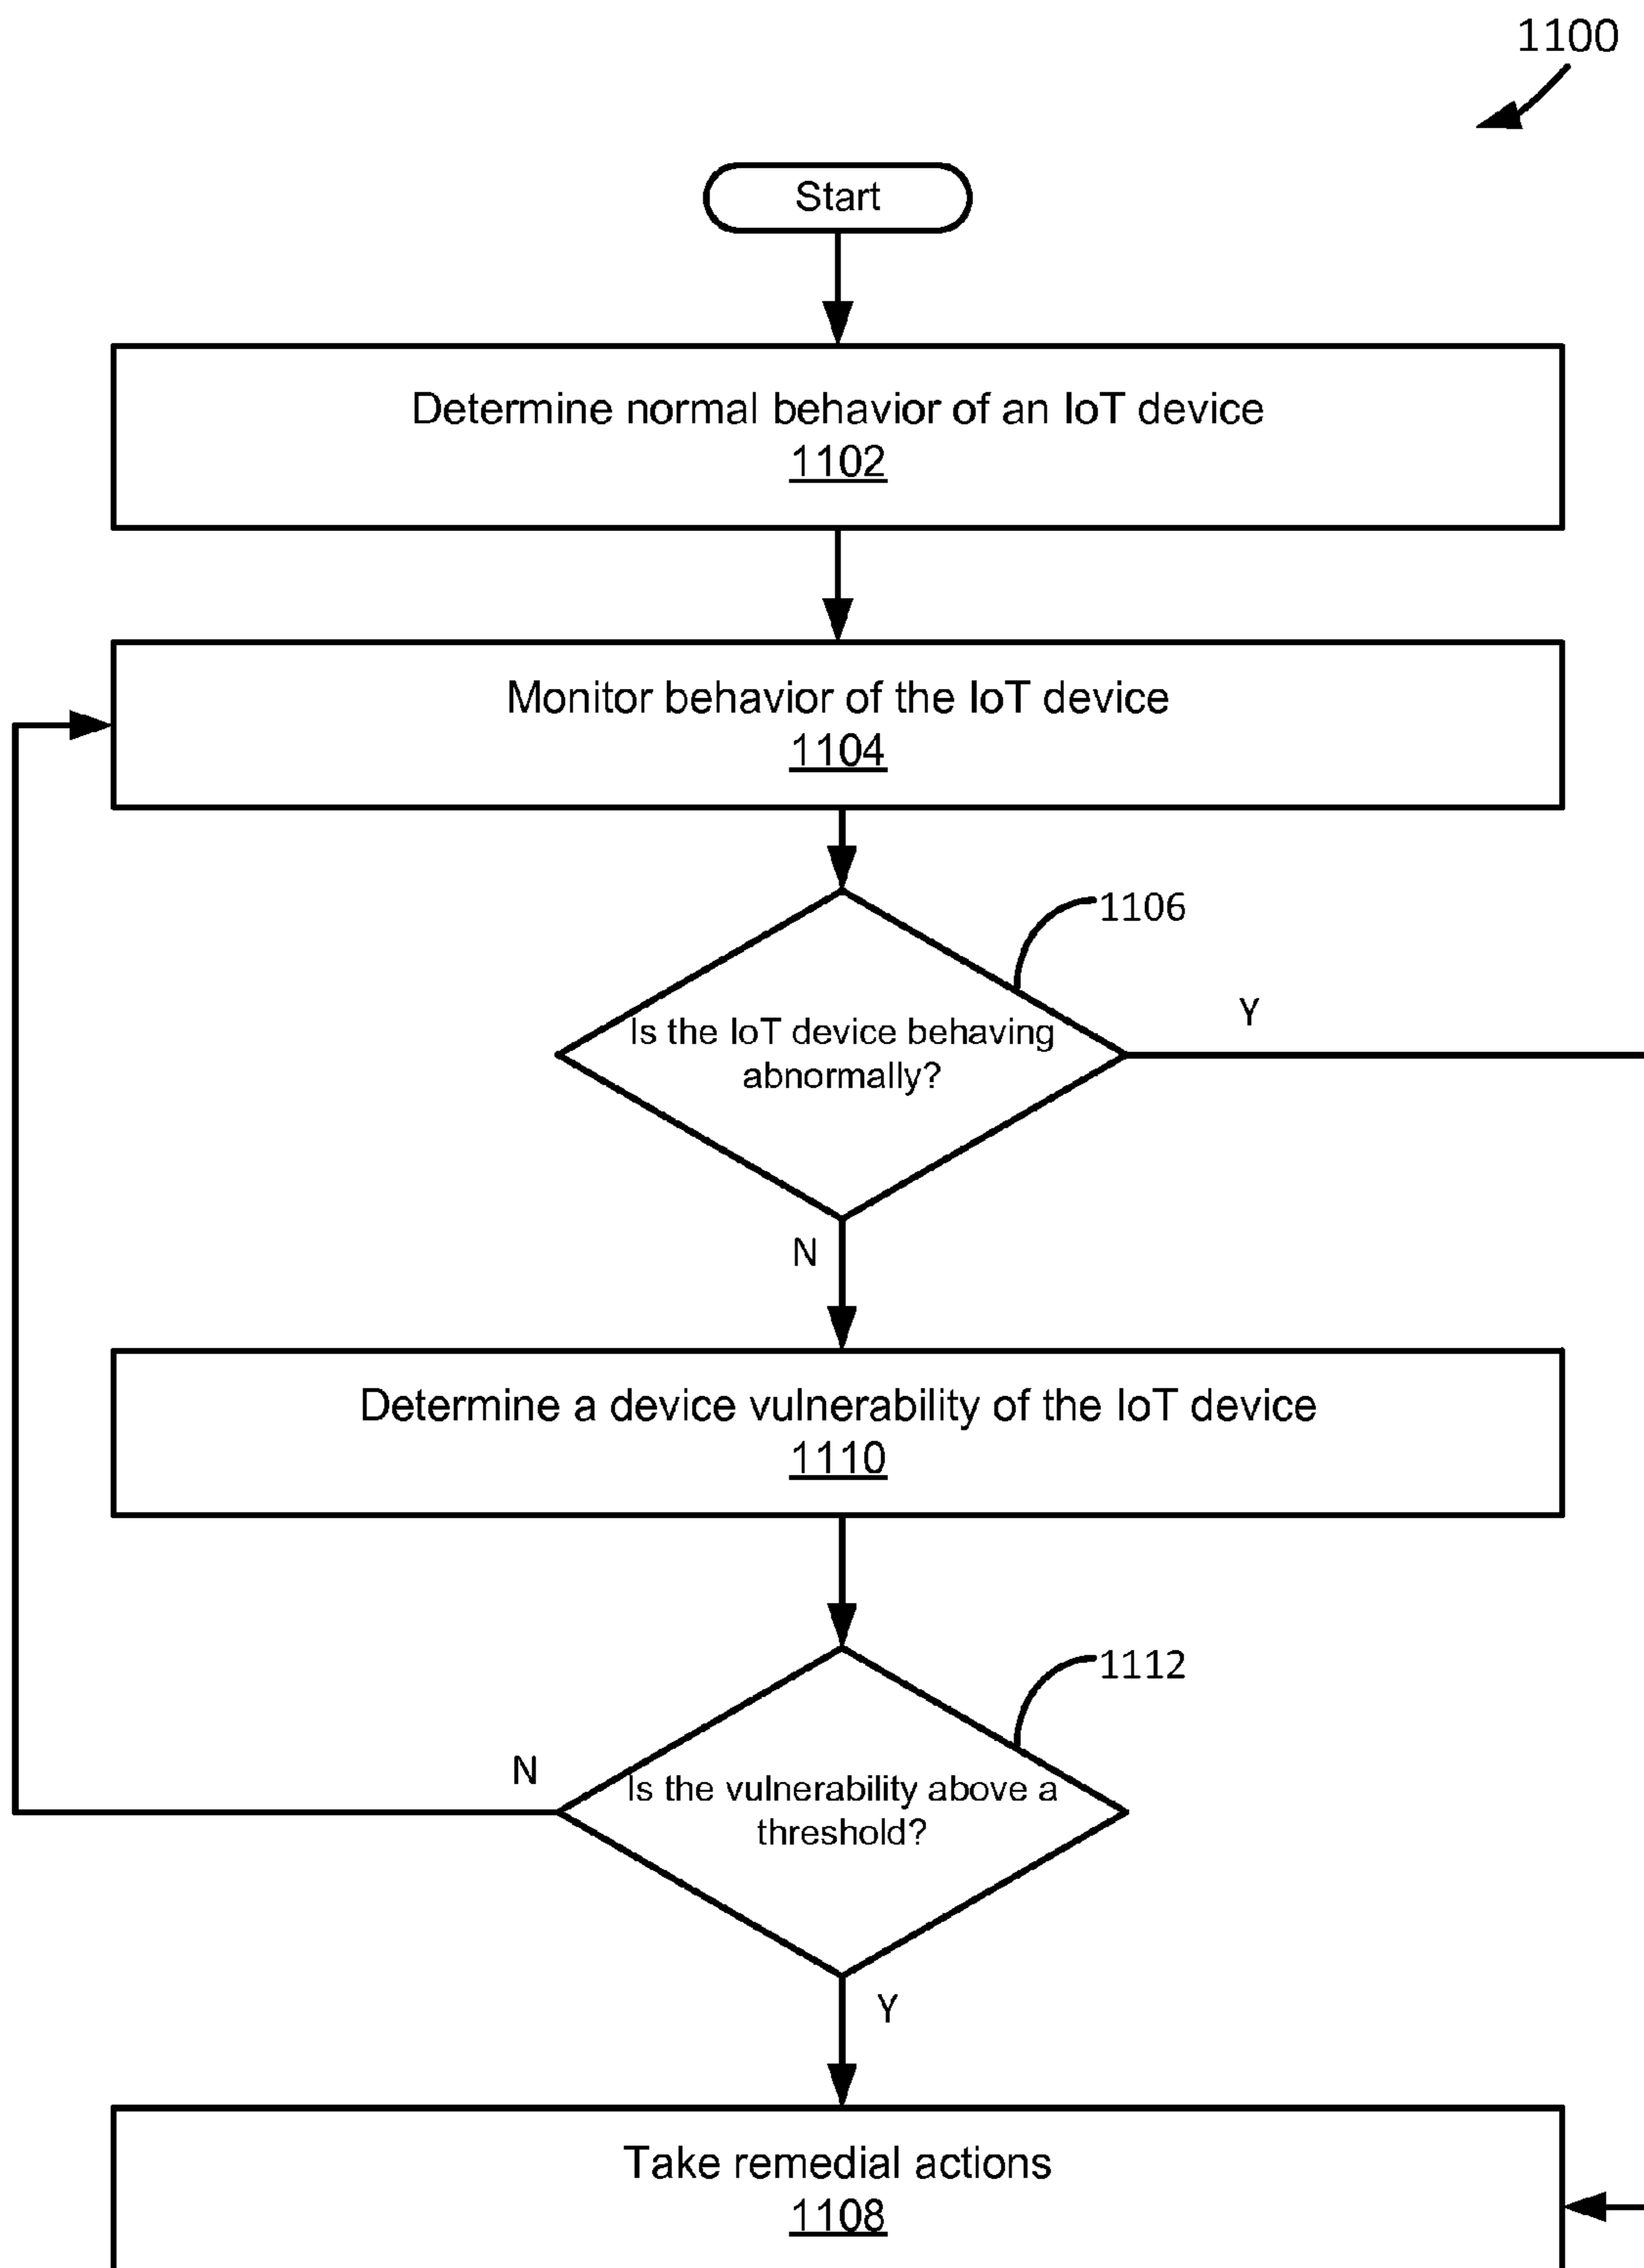 1100
Start
Determine normal behavior of an IoT device
1102
Monitor behavior of the IoT device
1104
1106
Is the IoT device behaving
abnormally?
Y
N
Determine a device vulnerability of the IoT device
1110
1112
N
Is the vulnerability above a
threshold?
Y
Take remedial actions
1108